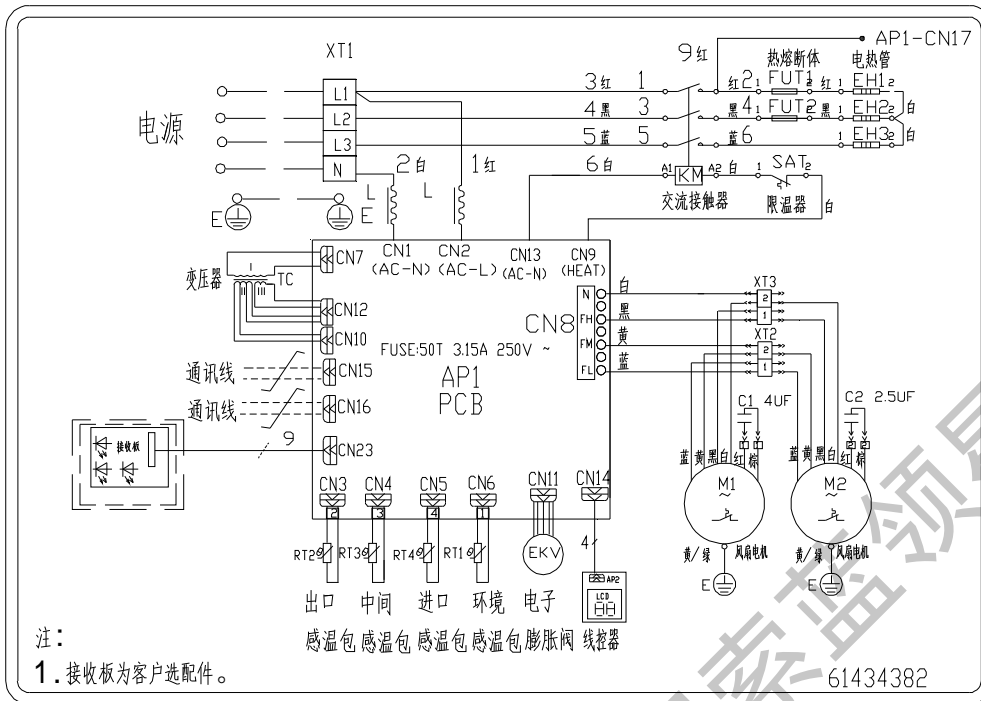 AP1-CN17
XT1
9红
热熔断体
电热管
L1
3红
1
红2
1 FUT1 2
红
1 EH1 2
白
电源
L2
4黑
3
黑4
1 FUT2 2
黑
1 EH2 2
白
L3
5蓝
5
蓝6
1 EH3 2
N
2白
1红
6白
A1 KM A2
白
1 SAT 2
白
交流接触器
限温器
L
L
E
E
CN7
CN1
(AC-N)
CN2
(AC-L)
CN13
(AC-N)
CN9
(HEAT)
变压器
I
II
III
TC
CN12
CN10
CN8
N
FH
FM
FL
白
黑
黄
蓝
XT3
2
1
XT2
2
1
FUSE:50T 3.15A 250V ~
AP1
PCB
通讯线
CN15
通讯线
CN16
接收板
9
CN23
C1 4UF
C2 2.5UF
蓝 黄 黑 白 红 棕
蓝 黄 黑 白 红 棕
M1
~
M2
~
黄/绿
风扇电机
黄/绿
风扇电机
E
E
CN3
CN4
CN5
CN6
CN11
CN14
2
3
4
1
RT2
RT3
RT4
RT1
EKV
4
AP2
LCD
88
出口
中间
进口
环境
电子
感温包
感温包
感温包
感温包
膨胀阀
线控器
注:
1.接收板为客户选配件。
61434382
索蓝领易